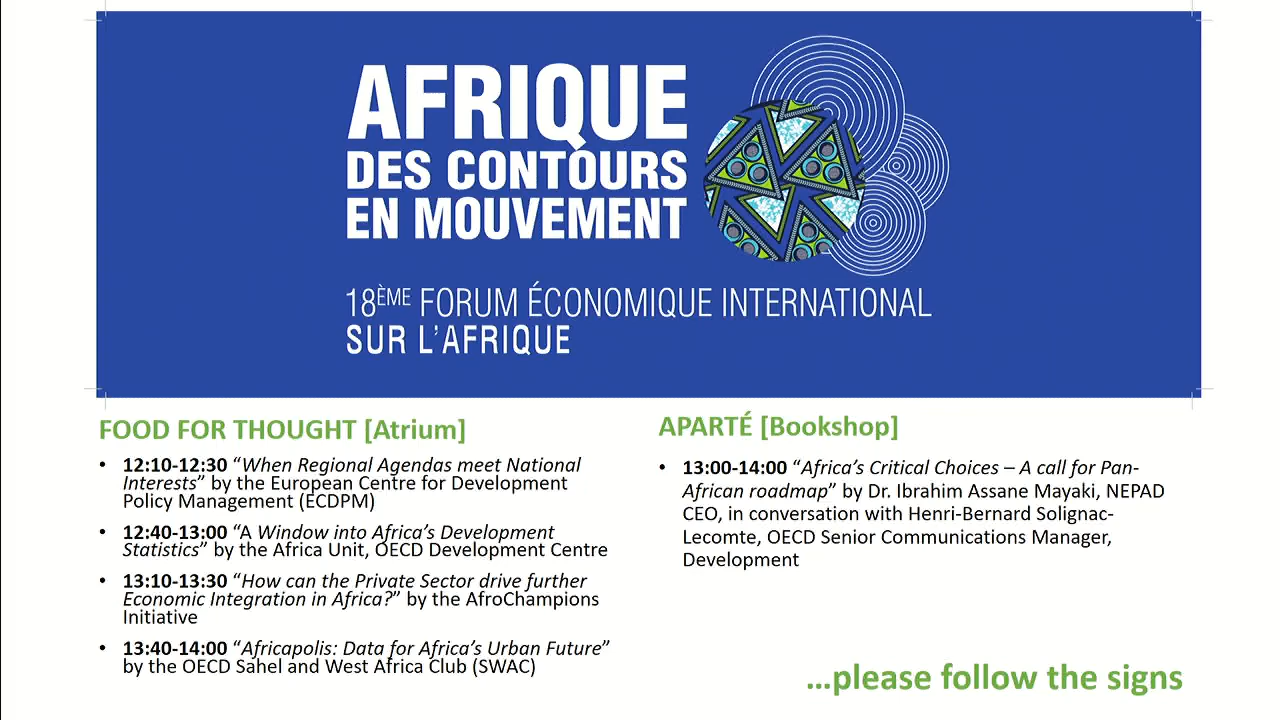 AFRIQUE
DES CONTOURS
EN MOUVEMENT
18ÈME FORUM ÉCONOMIQUE INTERNATIONAL
SUR L'AFRIQUE
FOOD FOR THOUGHT [Atrium]
• 12:10-12:30 “When Regional Agendas meet National
Interests” by the European Centre for Development
Policy Management (ECDPM)
• 12:40-13:00 “A Window into Africa’s Development
Statistics” by the Africa Unit, OECD Development Centre
• 13:10-13:30 “How can the Private Sector drive further
Economic Integration in Africa?” by the AfroChampions
Initiative
• 13:40-14:00 “Africapolis: Data for Africa’s Urban Future”
by the OECD Sahel and West Africa Club (SWAC)
APARTÉ [Bookshop]
• 13:00-14:00 “Africa’s Critical Choices – A call for Pan-
African roadmap” by Dr. Ibrahim Assane Mayaki, NEPAD
CEO, in conversation with Henri-Bernard Solignac-
Lecomte, OECD Senior Communications Manager,
Development
…please follow the signs